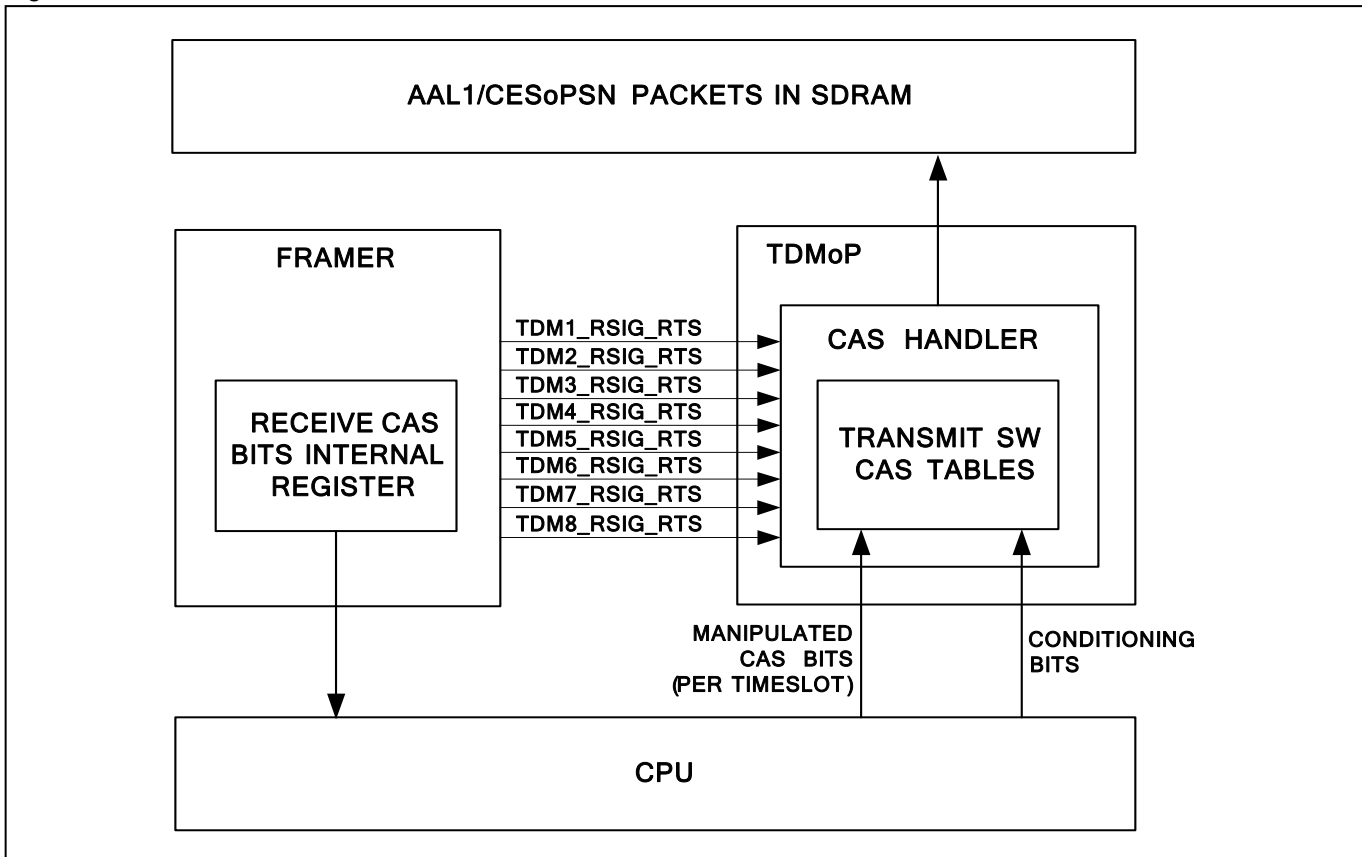 AAL1/CESoPSN PACKETS IN SDRAM
FRAMER
TDMoP
TDM1_RSIG_RTS
TDM2_RSIG_RTS
TDM3_RSIG_RTS
TDM4_RSIG_RTS
TDM5_RSIG_RTS
TDM6_RSIG_RTS
TDM7_RSIG_RTS
TDM8_RSIG_RTS
CAS HANDLER
RECEIVE CAS
BITS INTERNAL
REGISTER
TRANSMIT SW
CAS TABLES
MANIPULATED
CAS BITS
(PER TIMESLOT)
CONDITIONING
BITS
CPU